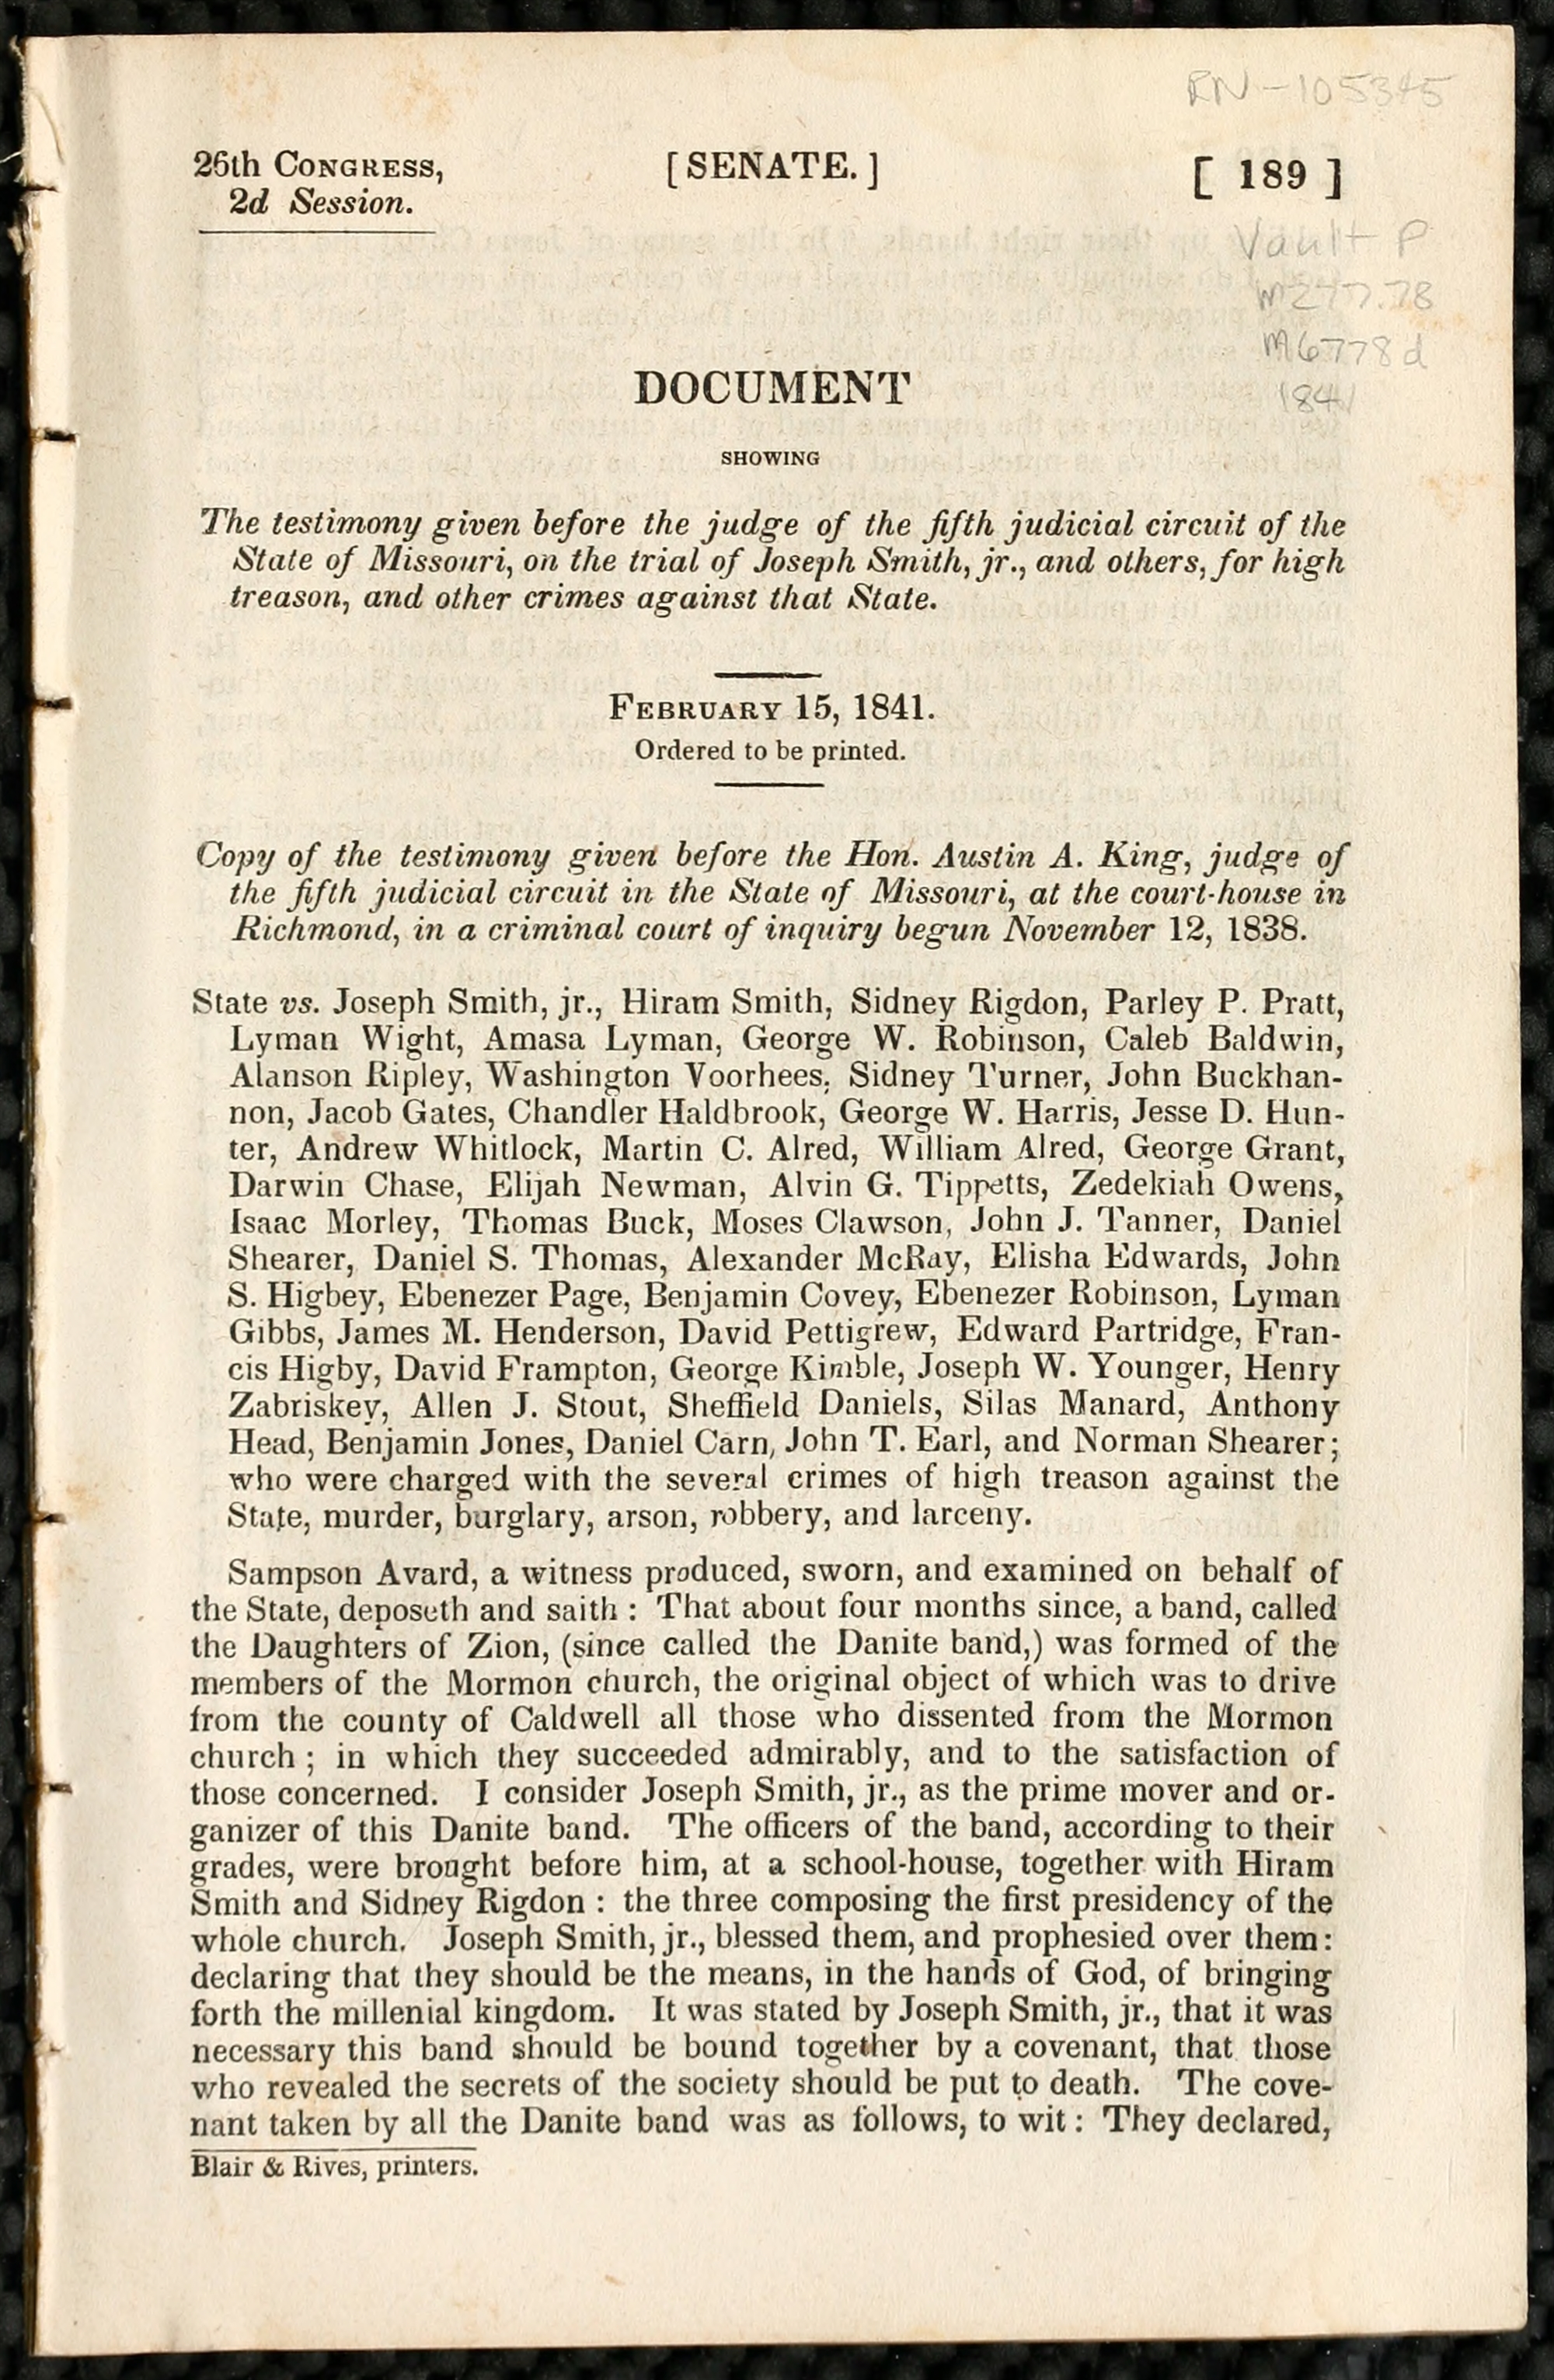 RN-105345
26th CONGRESS,
2d Session.
[ SENATE. ]
[ 189 ]
Vault P
M277.78
M6778d
1841
DOCUMENT
SHOWING
The testimony given before the judge of the fifth judicial circuit of the
State of Missouri, on the trial of Joseph Smith, jr., and others, for high
treason, and other crimes against that State.
FEBRUARY 15, 1841.
Ordered to be printed.
Copy of the testimony given before the Hon. Austin A. King, judge of
the fifth judicial circuit in the State of Missouri, at the court-house in
Richmond, in a criminal court of inquiry begun November 12, 1838.
State vs. Joseph Smith, jr., Hiram Smith, Sidney Rigdon, Parley P. Pratt,
Lyman Wight, Amasa Lyman, George W. Robinson, Caleb Baldwin,
Alanson Ripley, Washington Voorhees, Sidney Turner, John Buckhan-
non, Jacob Gates, Chandler Haldbrook, George W. Harris, Jesse D. Hun-
ter, Andrew Whitlock, Martin C. Alred, William Alred, George Grant,
Darwin Chase, Elijah Newman, Alvin G. Tippetts, Zedekiah Owens,
Isaac Morley, Thomas Buck, Moses Clawson, John J. Tanner, Daniel
Shearer, Daniel S. Thomas, Alexander McRay, Elisha Edwards, John
S. Higbey, Ebenezer Page, Benjamin Covey, Ebenezer Robinson, Lyman
Gibbs, James M. Henderson, David Pettigrew, Edward Partridge, Fran-
cis Higby, David Frampton, George Kimble, Joseph W. Younger, Henry
Zabriskey, Allen J. Stout, Sheffield Daniels, Silas Manard, Anthony
Head, Benjamin Jones, Daniel Carn, John T. Earl, and Norman Shearer;
who were charged with the several crimes of high treason against the
State, murder, burglary, arson, robbery, and larceny.
Sampson Avard, a witness produced, sworn, and examined on behalf of
the State, deposeth and saith : That about four months since, a band, called
the Daughters of Zion, (since called the Danite band,) was formed of the
members of the Mormon church, the original object of which was to drive
from the county of Caldwell all those who dissented from the Mormon
church ; in which they succeeded admirably, and to the satisfaction of
those concerned. I consider Joseph Smith, jr., as the prime mover and or-
ganizer of this Danite band. The officers of the band, according to their
grades, were brought before him, at a school-house, together with Hiram
Smith and Sidney Rigdon : the three composing the first presidency of the
whole church. Joseph Smith, jr., blessed them, and prophesied over them:
declaring that they should be the means, in the hands of God, of bringing
forth the millenial kingdom. It was stated by Joseph Smith, jr., that it was
necessary this band should be bound together by a covenant, that those
who revealed the secrets of the society should be put to death. The cove-
nant taken by all the Danite band was as follows, to wit : They declared,
Blair & Rives, printers.